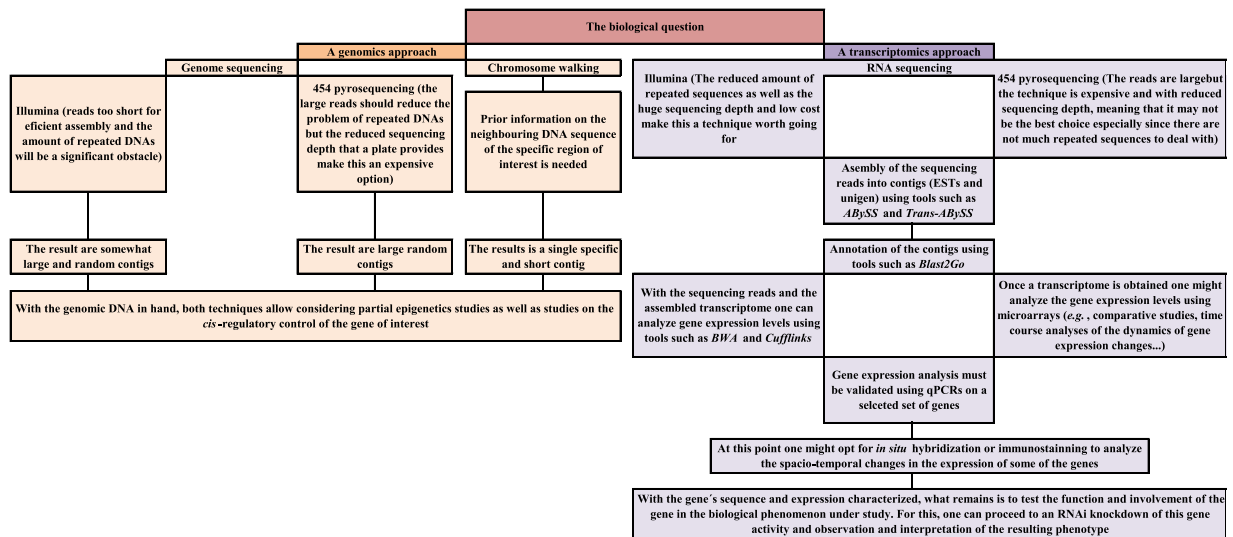 The biological question
A genomics approach
A transcriptomics approach
Genome sequencing
Chromosome walking
RNA sequencing
Illumina (reads too short for
eficient assembly and the
amount of repeated DNAs
will be a significant obstacle)
454 pyrosequencing (the
large reads should reduce the
problem of repeated DNAs
but the reduced sequencing
depth that a plate provides
make this an expensive
option)
Prior information on the
neighbouring DNA sequence
of the specific region of
interest is needed
Illumina (The reduced amount of
repeated sequences as well as the
huge sequencing depth and low cost
make this a technique worth going
for
454 pyrosequencing (The reads are largebut
the technique is expensive and with reduced
sequencing depth, meaning that it may not
be the best choice especially since there are
not much repeated sequences to deal with)
Asembly of the sequencing
reads into contigs (ESTs and
unigen) using tools such as
ABySS and Trans-ABySS
The result are somewhat
large and random contigs
The result are large random
contigs
The results is a single specific
and short contig
Annotation of the contigs using
tools such as Blast2Go
With the genomic DNA in hand, both techniques allow considering partial epigenetics studies as well as studies on the
cis-regulatory control of the gene of interest
With the sequencing reads and the
assembled transcriptome one can
analyze gene expression levels using
tools such as BWA and Cufflinks
Once a transcriptome is obtained one might
analyze the gene expression levels using
microarrays (e.g. , comparative studies, time
course analyses of the dynamics of gene
expression changes...)
Gene expression analysis must
be validated using qPCRs on a
selceted set of genes
At this point one might opt for in situ hybridization or immunostainning to analyze
the spacio-temporal changes in the expression of some of the genes
With the gene´s sequence and expression characterized, what remains is to test the function and involvement of the
gene in the biological phenomenon under study. For this, one can proceed to an RNAi knockdown of this gene
activity and observation and interpretation of the resulting phenotype